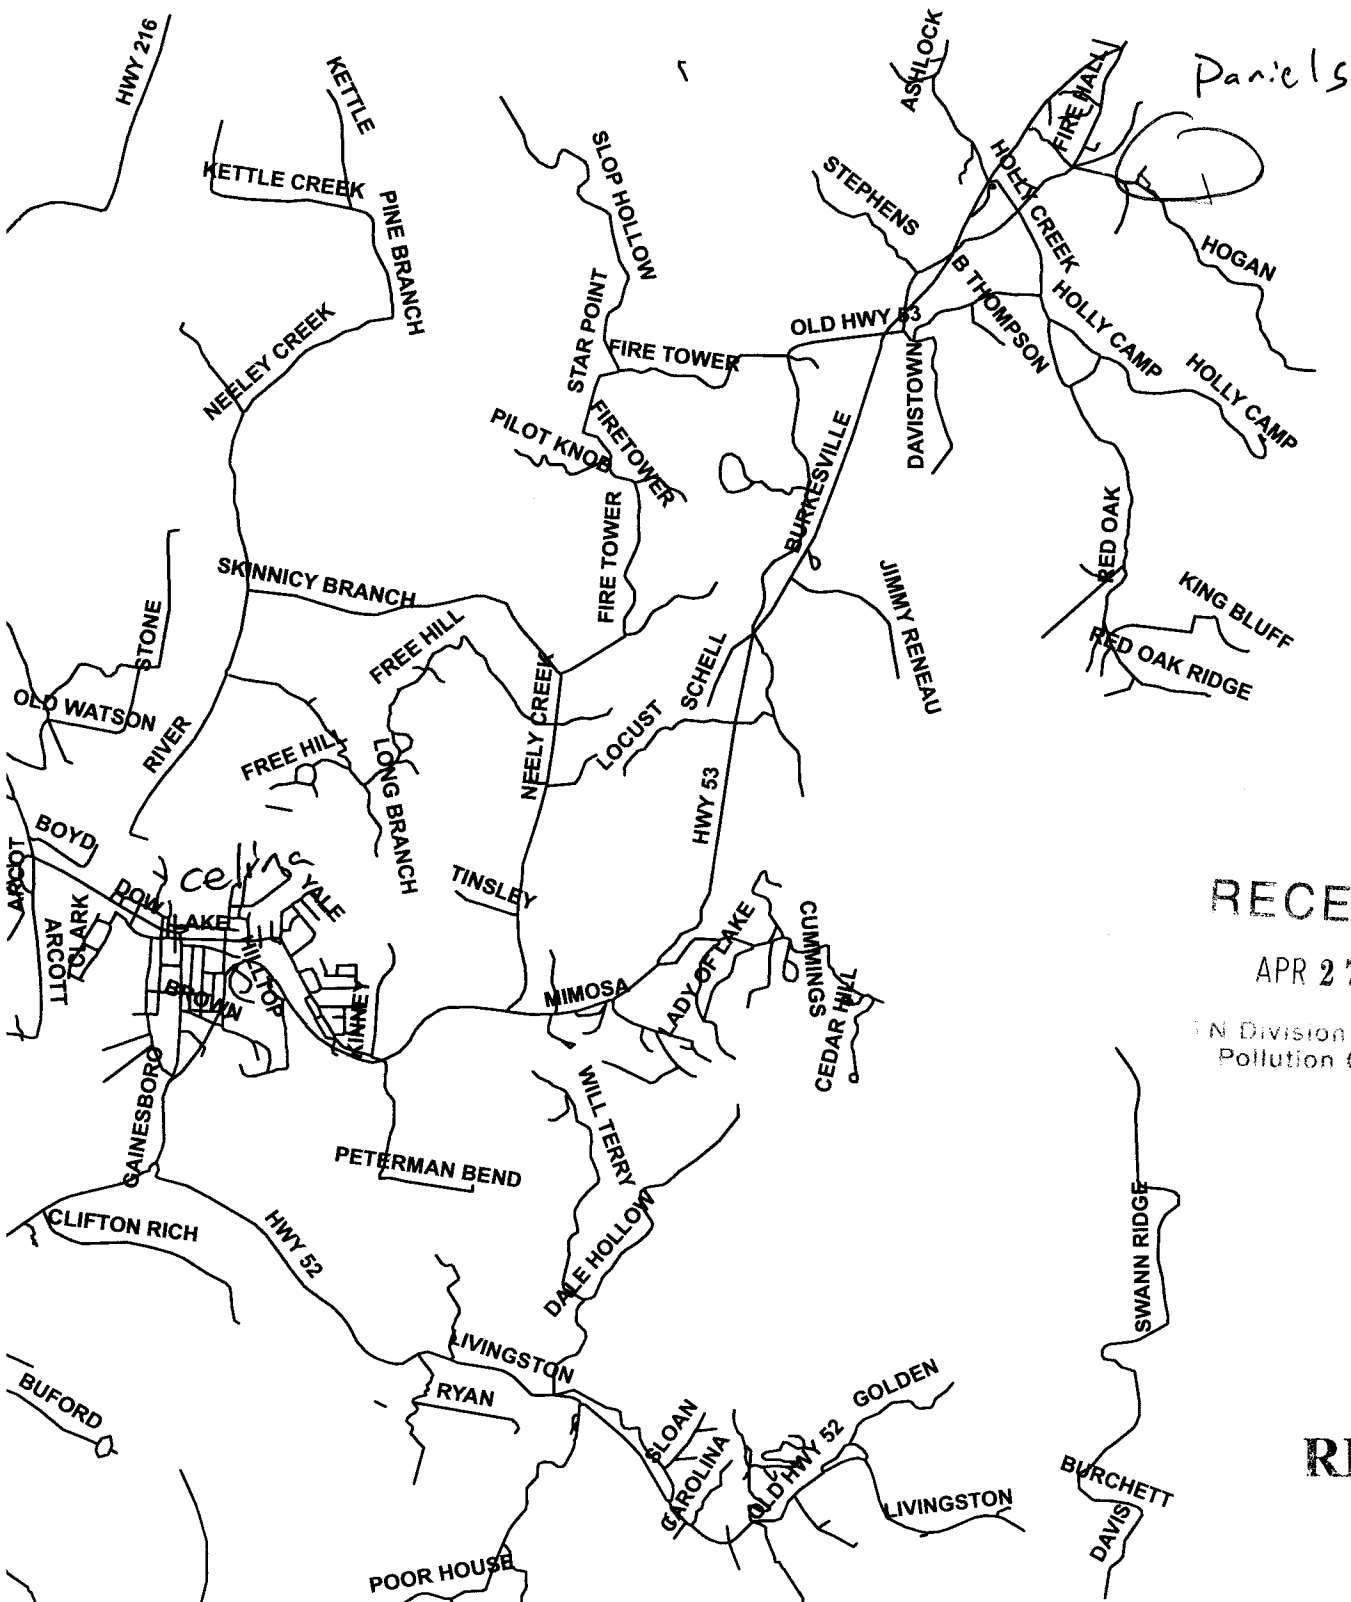 HWY 216
KETTLE
ASHLOCK
FIRE HALL
Daniels
KETTLE CREEK
PINE BRANCH
SLOP HOLLOW
STEPHENS
HOLLY CREEK
HOGAN
NEELEY CREEK
STAR POINT
FIRE TOWER
OLD HWY 53
B THOMPSON
HOLLY CAMP
HOLLY CAMP
DAVISTOWN
PILOT KNOB
FIRETOWER
BURKESVILLE
FIRE TOWER
RED OAK
SKINNICY BRANCH
STONE
FREE HILL
JIMMY RENEAU
KING BLUFF
RED OAK RIDGE
OLD WATSON
RIVER
NEELY CREEK
SCHELL
LOCUST
FREE HILL
LONG BRANCH
HWY 53
BOYD
ARCOT
celina
DOW
YALE
TINSLEY
LAKE
CLARK
ARCOTT
HILLTOP
BROWN
KINNEY
MIMOSA
LADY OF LAKE
CUMMINGS
CEDAR HILL
RECE
APR 27
TN Division
Pollution
GAINESBORO
WILL TERRY
PETERMAN BEND
CLIFTON RICH
HWY 52
DALE HOLLOW
SWANN RIDGE
LIVINGSTON
RYAN
BUFORD
SLOAN
CAROLINA
OLD HWY 52
GOLDEN
LIVINGSTON
BURCHETT
DAVIS
POOR HOUSE